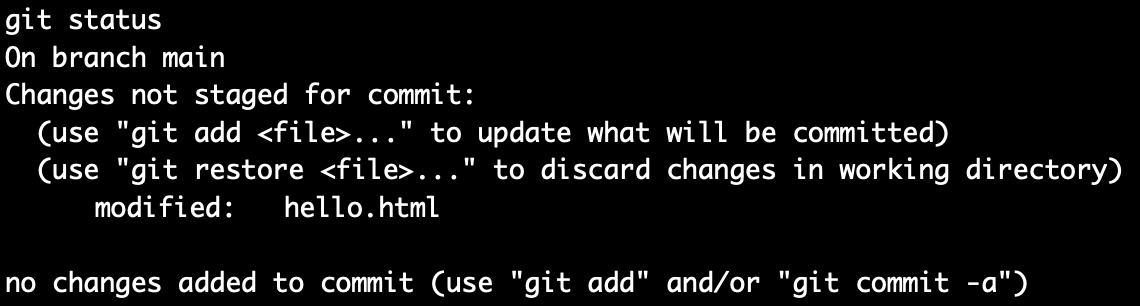 git status
On branch main
Changes not staged for commit:
  (use "git add <file>..." to update what will be committed)
  (use "git restore <file>..." to discard changes in working directory)
      modified:   hello.html

no changes added to commit (use "git add" and/or "git commit -a")